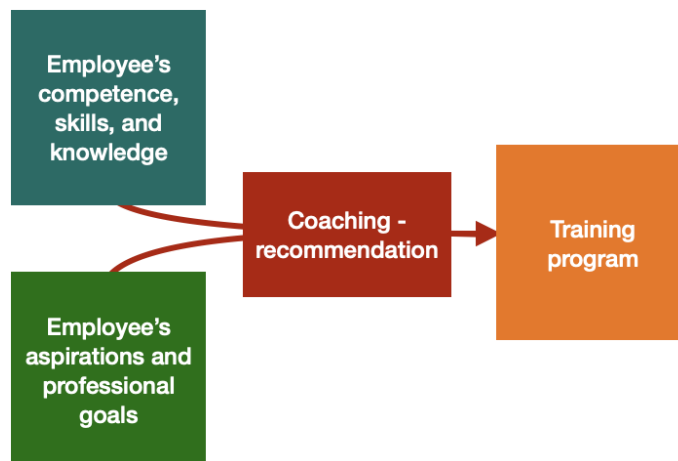 Employee’s
competence,
skills, and
knowledge
Employee’s
aspirations and
professional
goals
Coaching -
recommendation
Training
program